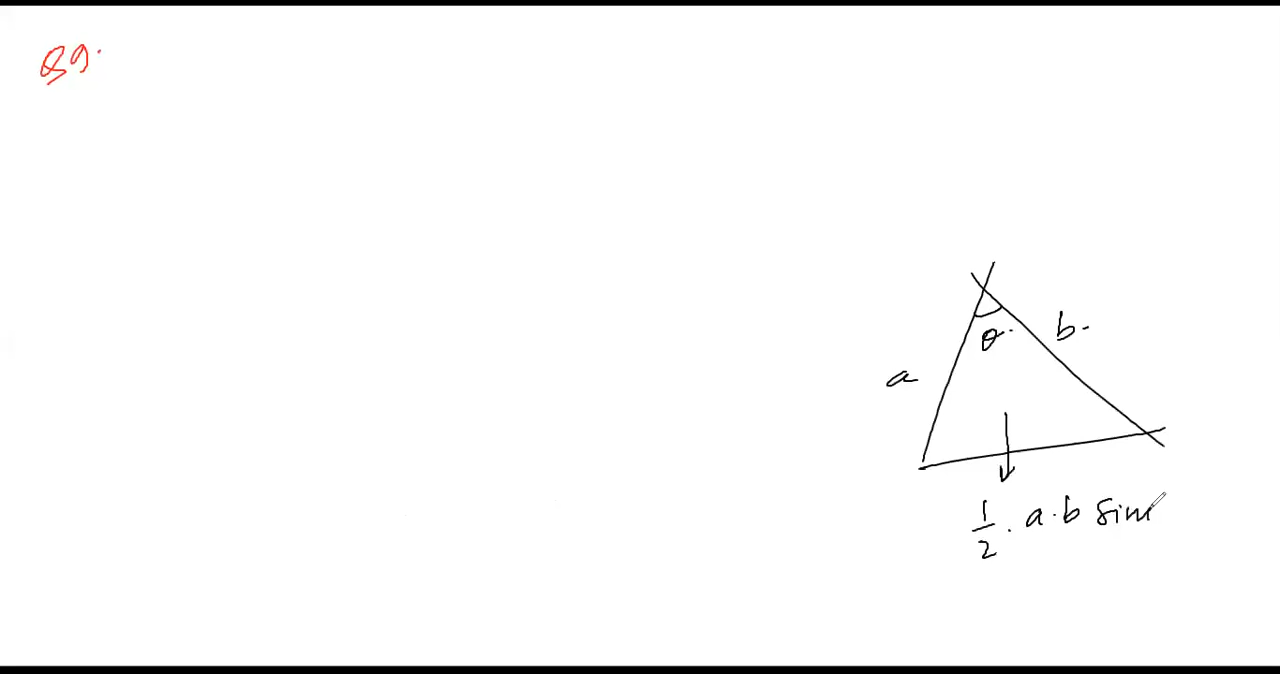 Q9.
θ.
b.
a
1/2 . a.b sin